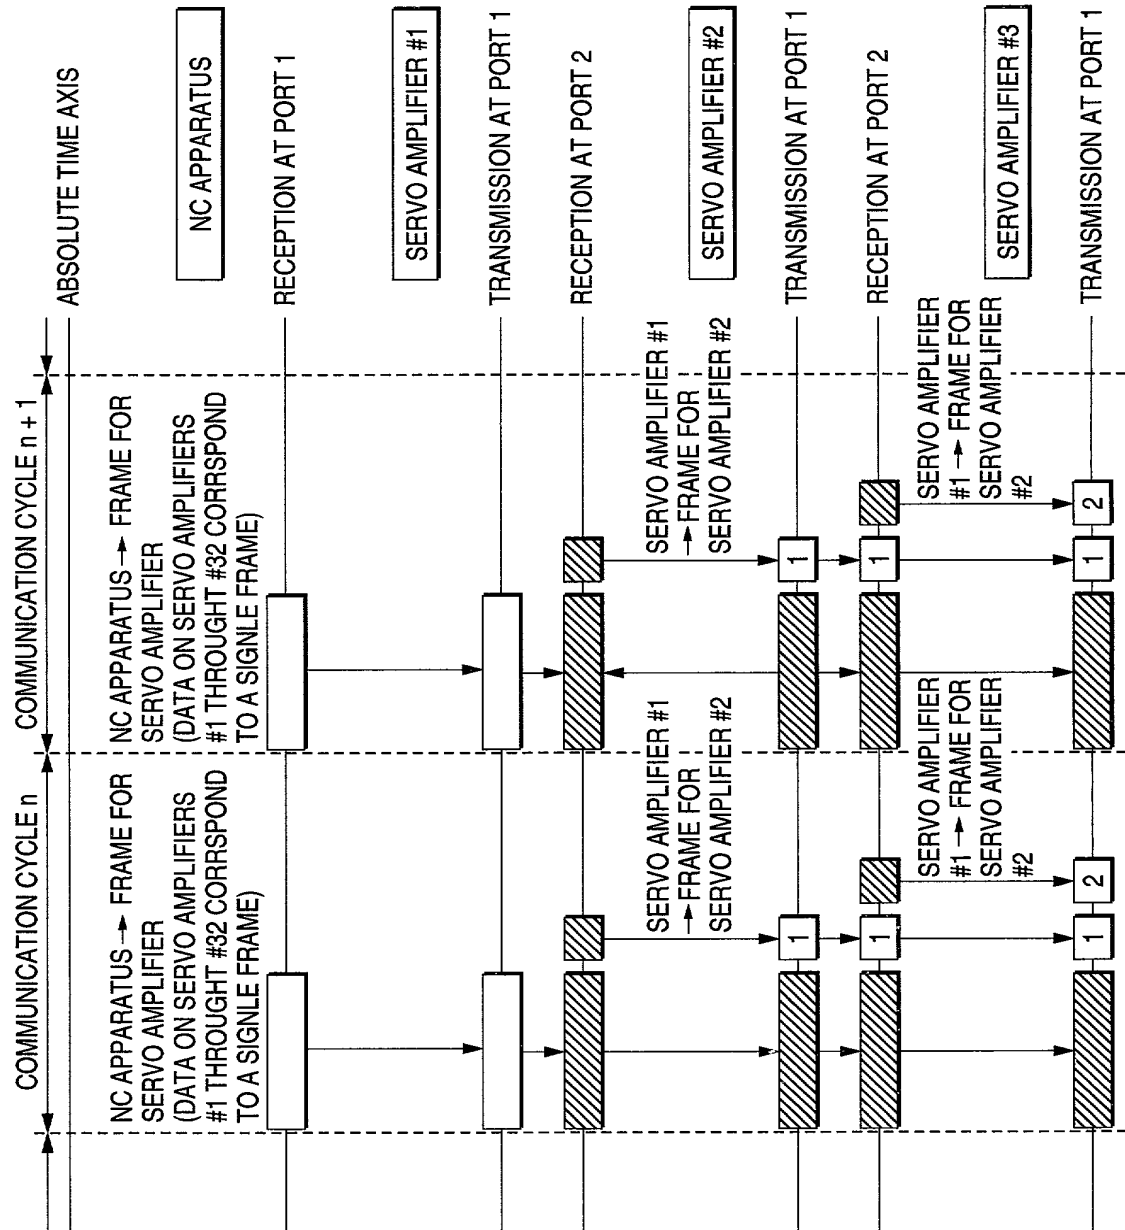 COMMUNICATION CYCLE n
COMMUNICATION CYCLE n + 1
ABSOLUTE TIME AXIS
NC APPARATUS → FRAME FOR
SERVO AMPLIFIER
(DATA ON SERVO AMPLIFIERS
#1 THROUGHT #32 CORRSPOND
TO A SIGNLE FRAME)
NC APPARATUS → FRAME FOR
SERVO AMPLIFIER
(DATA ON SERVO AMPLIFIERS
#1 THROUGHT #32 CORRSPOND
TO A SIGNLE FRAME)
NC APPARATUS
RECEPTION AT PORT 1
SERVO AMPLIFIER #1
TRANSMISSION AT PORT 1
RECEPTION AT PORT 2
SERVO AMPLIFIER #1
→ FRAME FOR
SERVO AMPLIFIER #2
SERVO AMPLIFIER #1
→ FRAME FOR
SERVO AMPLIFIER #2
SERVO AMPLIFIER #2
1
1
TRANSMISSION AT PORT 1
1
1
RECEPTION AT PORT 2
SERVO AMPLIFIER
#1 → FRAME FOR
SERVO AMPLIFIER
#2
SERVO AMPLIFIER
#1 → FRAME FOR
SERVO AMPLIFIER
#2
SERVO AMPLIFIER #3
1
2
1
2
TRANSMISSION AT PORT 1